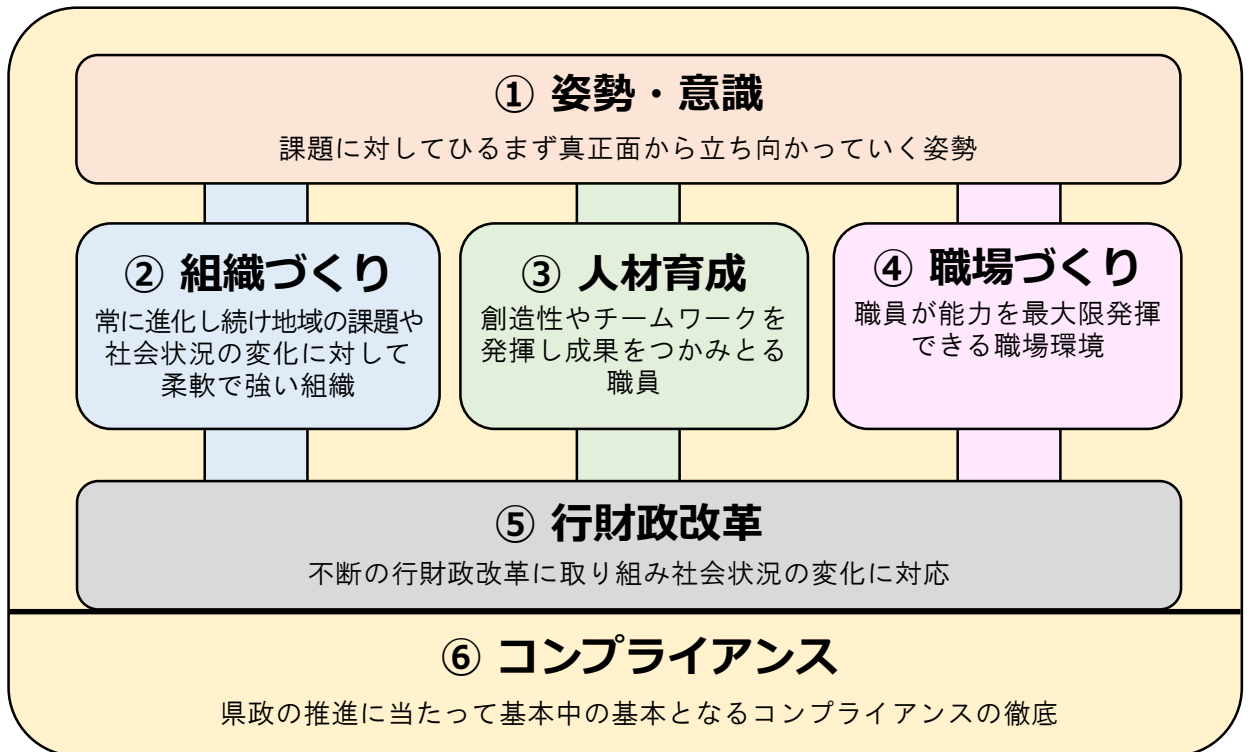 ① 姿勢・意識
課題に対してひるまず真正面から立ち向かっていく姿勢
② 組織づくり
常に進化し続け地域の課題や
社会状況の変化に対して
柔軟で強い組織
③ 人材育成
創造性やチームワークを
発揮し成果をつかみとる
職員
④ 職場づくり
職員が能力を最大限発揮
できる職場環境
⑤ 行財政改革
不断の行財政改革に取り組み社会状況の変化に対応
⑥ コンプライアンス
県政の推進に当たって基本中の基本となるコンプライアンスの徹底